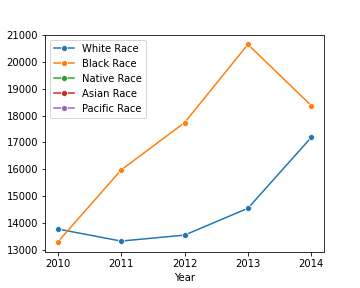 21000
20000
19000
18000
17000
16000
15000
14000
13000
White Race
Black Race
Native Race
Asian Race
Pacific Race
2010 2011 2012 2013 2014
Year